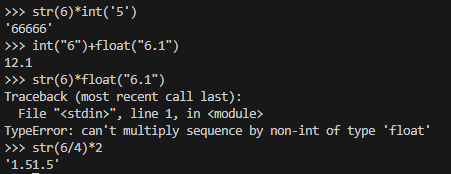 >>> str(6)*int('5')
'66666'
>>> int("6")+float("6.1")
12.1
>>> str(6)*float("6.1")
Traceback (most recent call last):
  File "<stdin>", line 1, in <module>
TypeError: can't multiply sequence by non-int of type 'float'
>>> str(6/4)*2
'1.51.5'